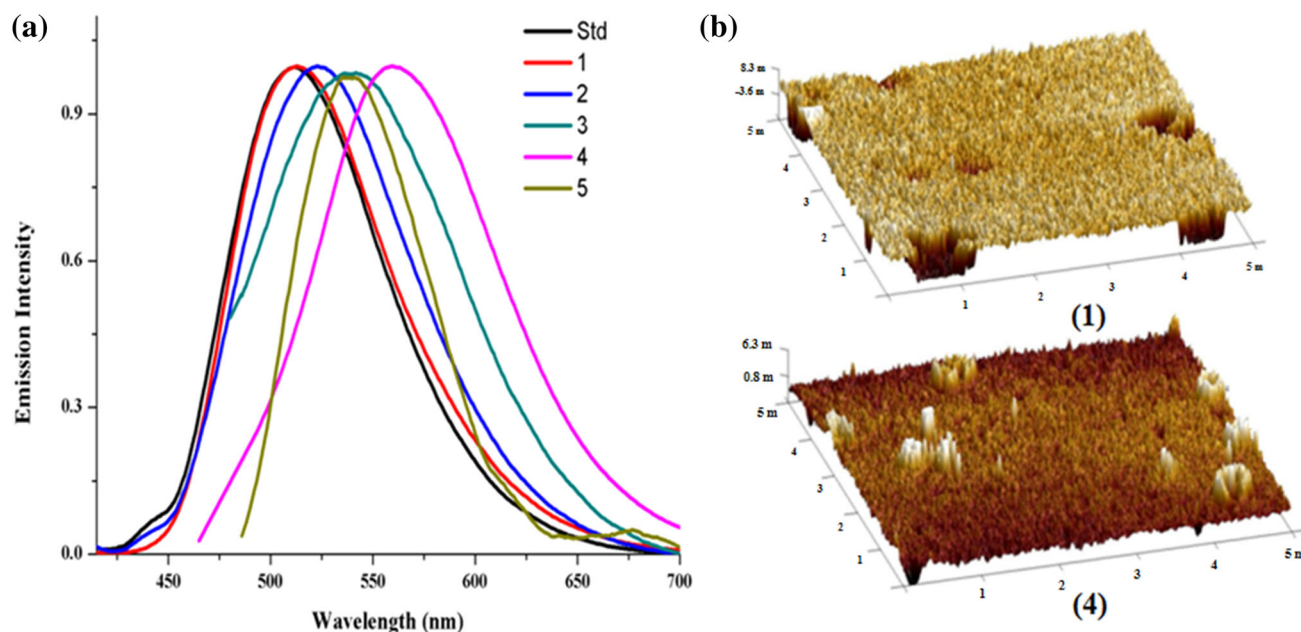 (a)
Std
1
2
3
4
5
0.9
0.6
0.3
0.0
450
500
550
600
650
700
Emission Intensity
Wavelength (nm)
(b)
8.3 m
-3.6 m
5 m
4
3
2
1
1
2
3
4
5 m
(1)
6.3 m
0.8 m
5 m
4
3
2
1
1
2
3
4
5 m
(4)